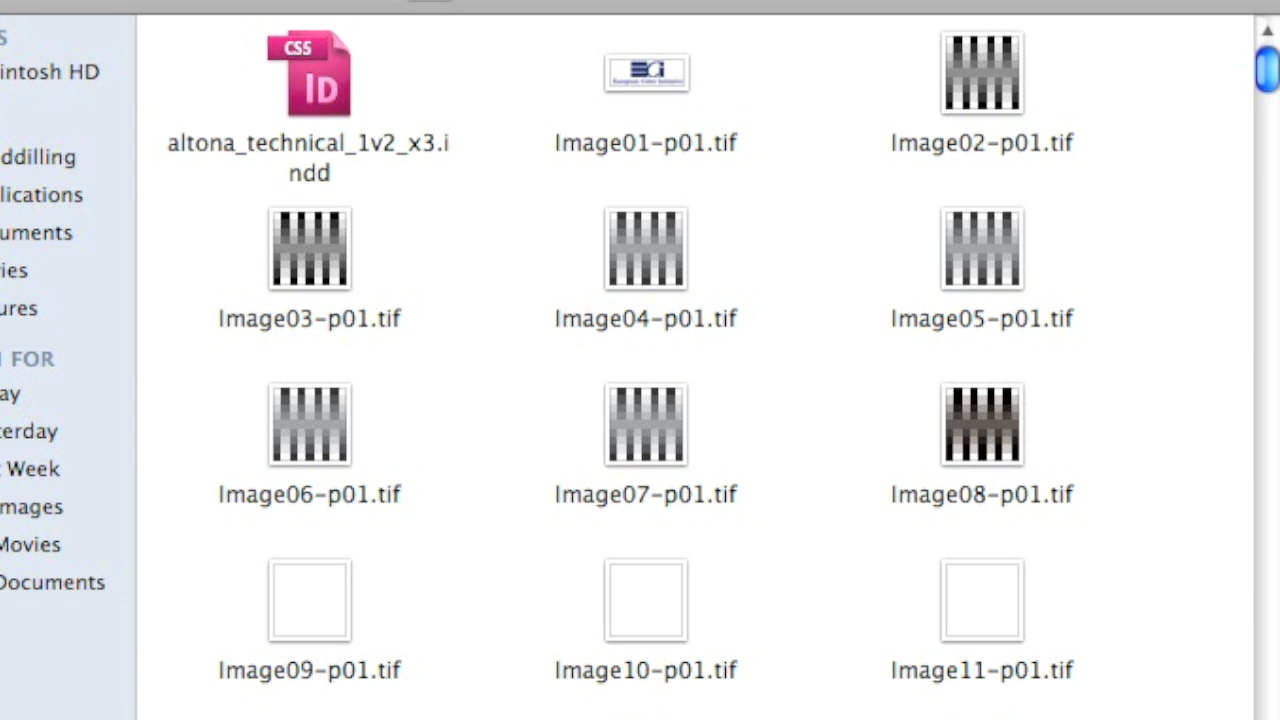 S
intosh HD
ddilling
lications
uments
ies
ures
FOR
ay
terday
t Week
mages
Movies
Documents
CS5
ID
altona_technical_1v2_x3.i
ndd
ECi
Image01-p01.tif
Image02-p01.tif
Image03-p01.tif
Image04-p01.tif
Image05-p01.tif
Image06-p01.tif
Image07-p01.tif
Image08-p01.tif
Image09-p01.tif
Image10-p01.tif
Image11-p01.tif